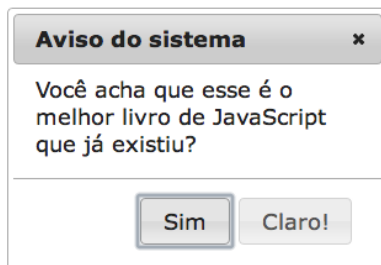 Aviso do sistema
Você acha que esse é o
melhor livro de JavaScript
que já existiu?
Sim
Claro!